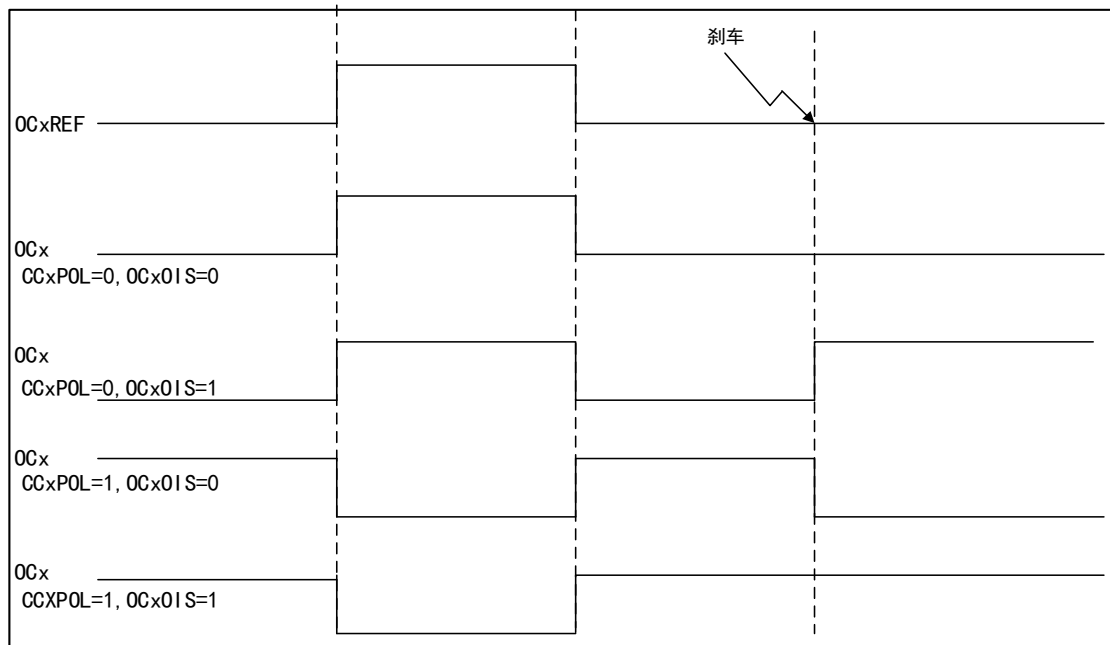 刹车
OCxREF
OCx
CCxPOL=0,OCxOIS=0
OCx
CCxPOL=0,OCxOIS=1
OCx
CCxPOL=1,OCxOIS=0
OCx
CCXPOL=1,OCxOIS=1